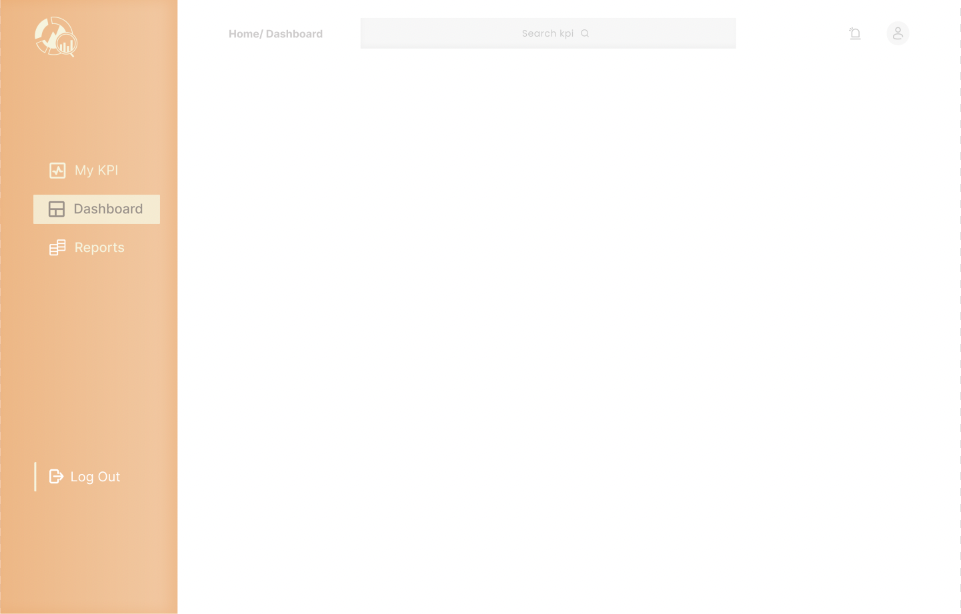 Home/ Dashboard
Search kpi
My KPI
Dashboard
Reports
Log Out